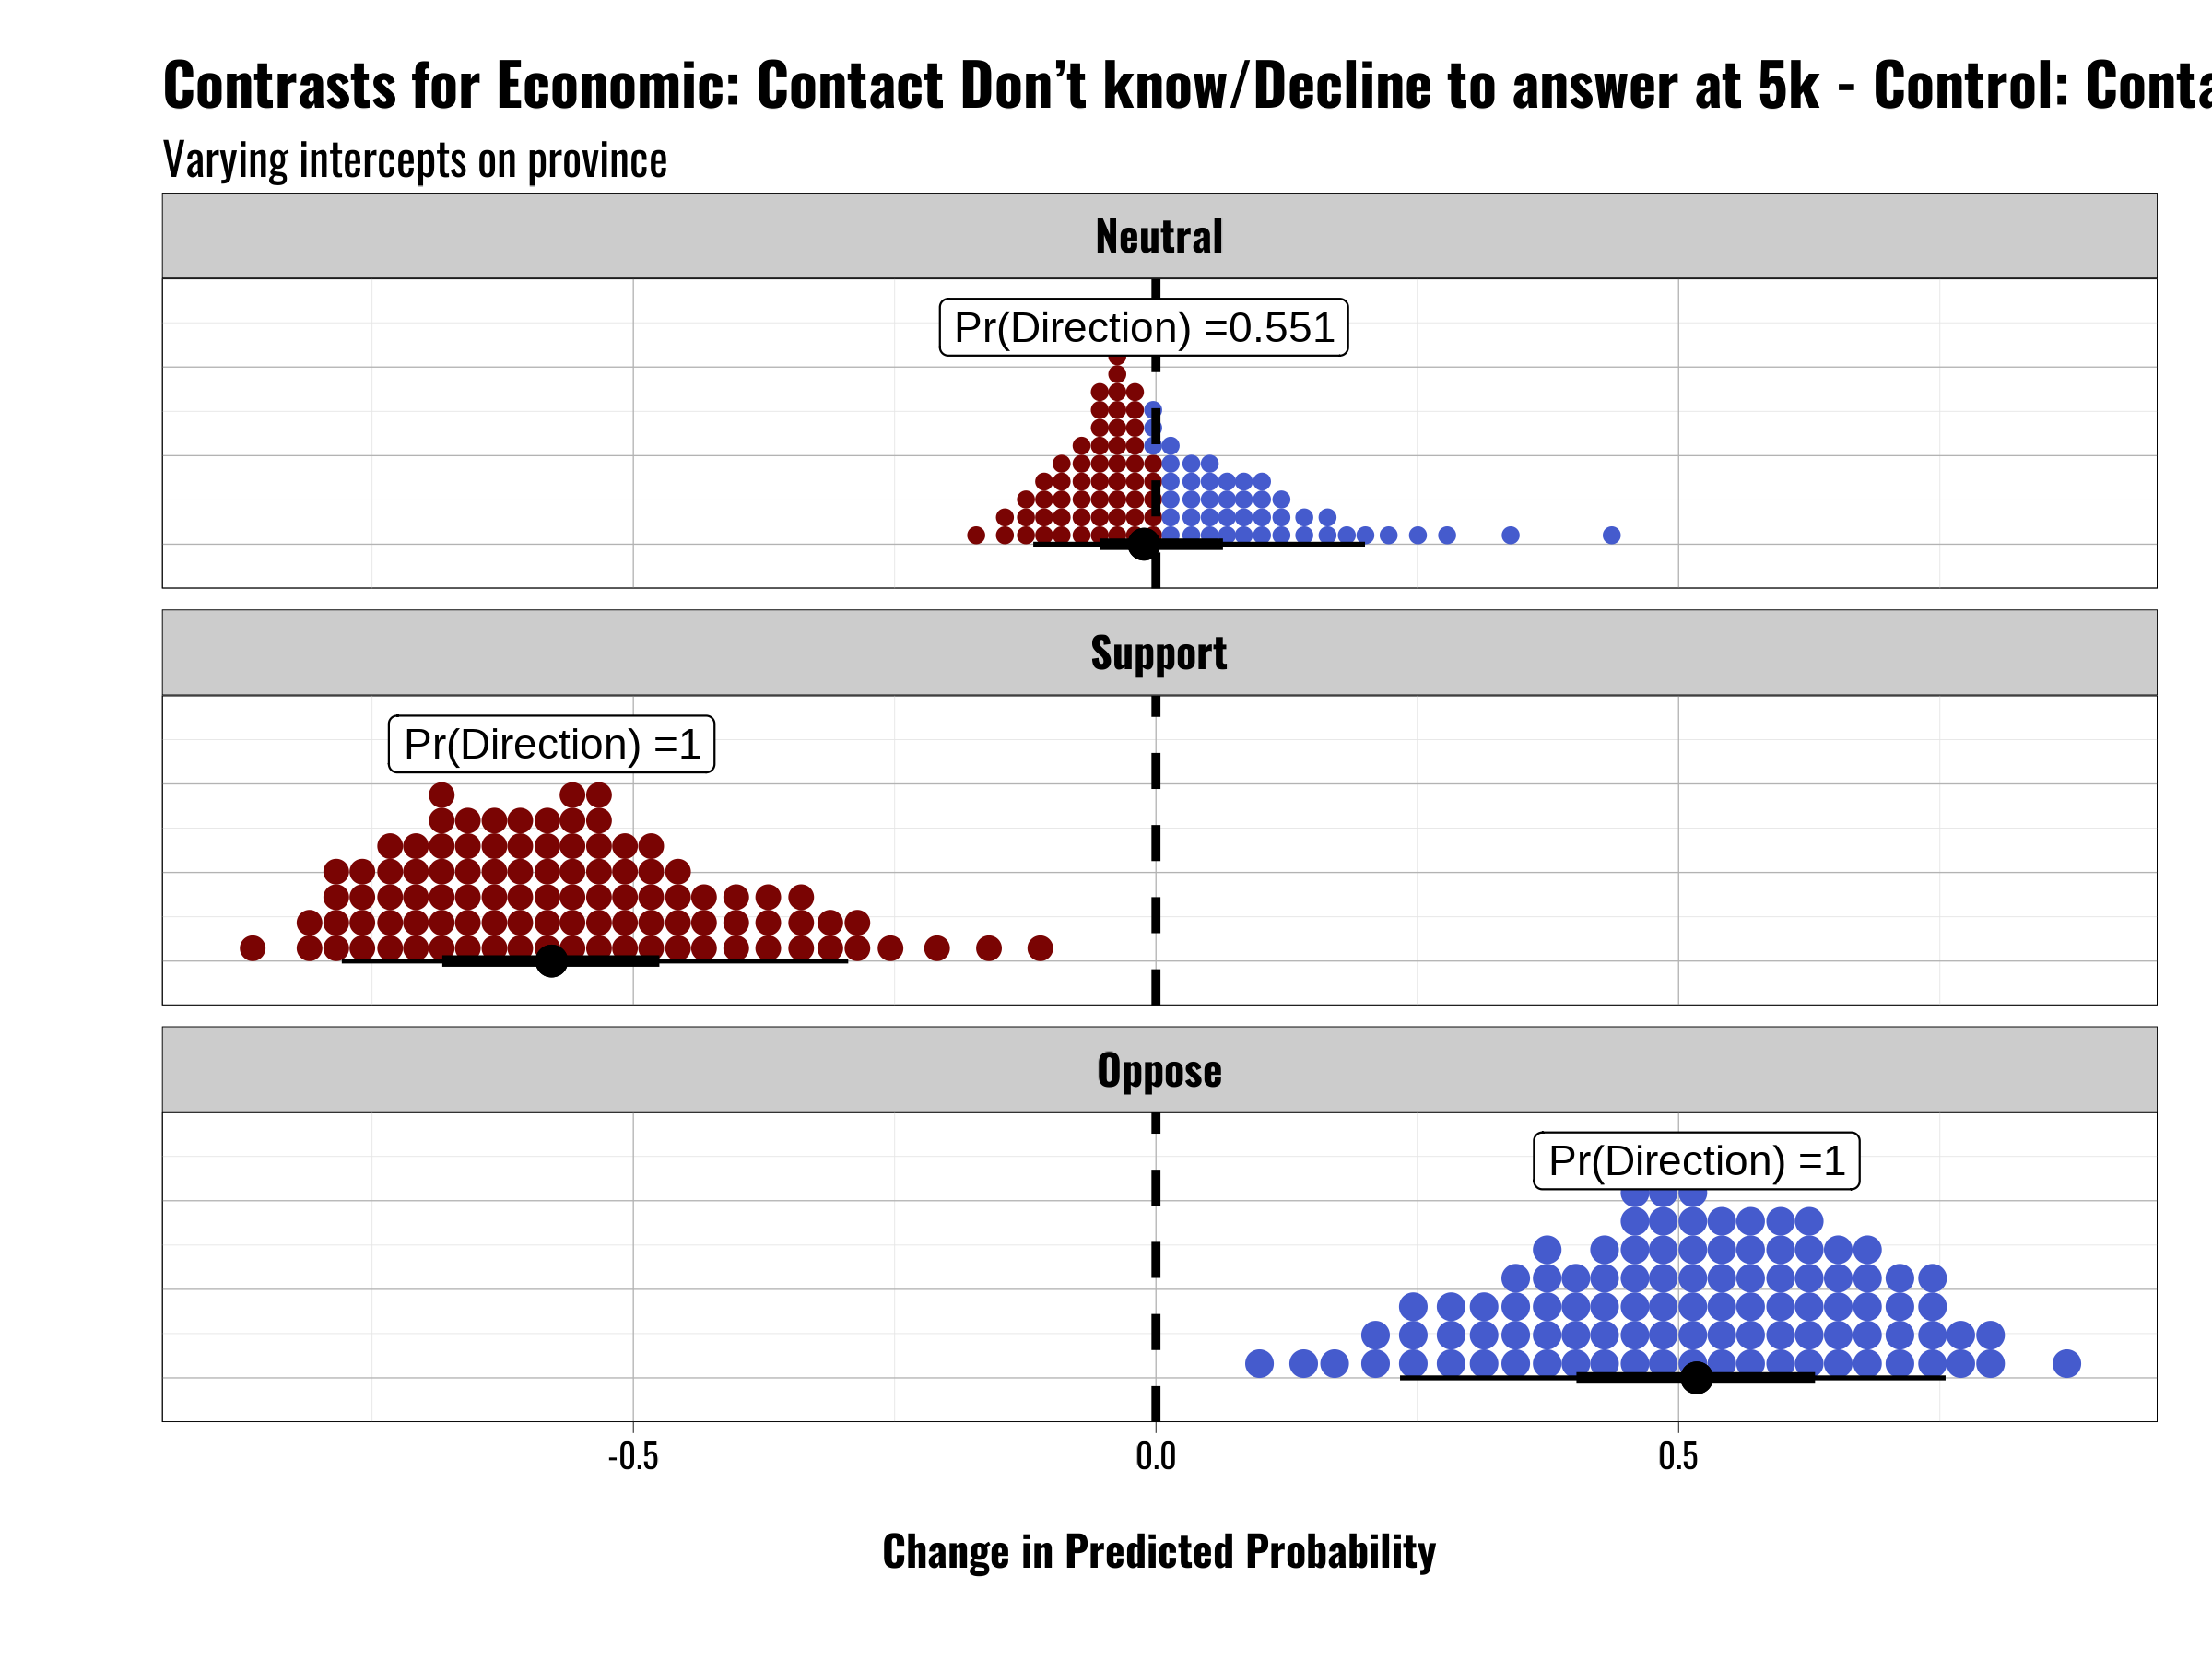 Contrasts for Economic: Contact Don’t know/Decline to answer at 5k - Control: Conta
Varying intercepts on province
Neutral
Pr(Direction) =0.551
Support
Pr(Direction) =1
Oppose
Pr(Direction) =1
-0.5 0.0 0.5
Change in Predicted Probability